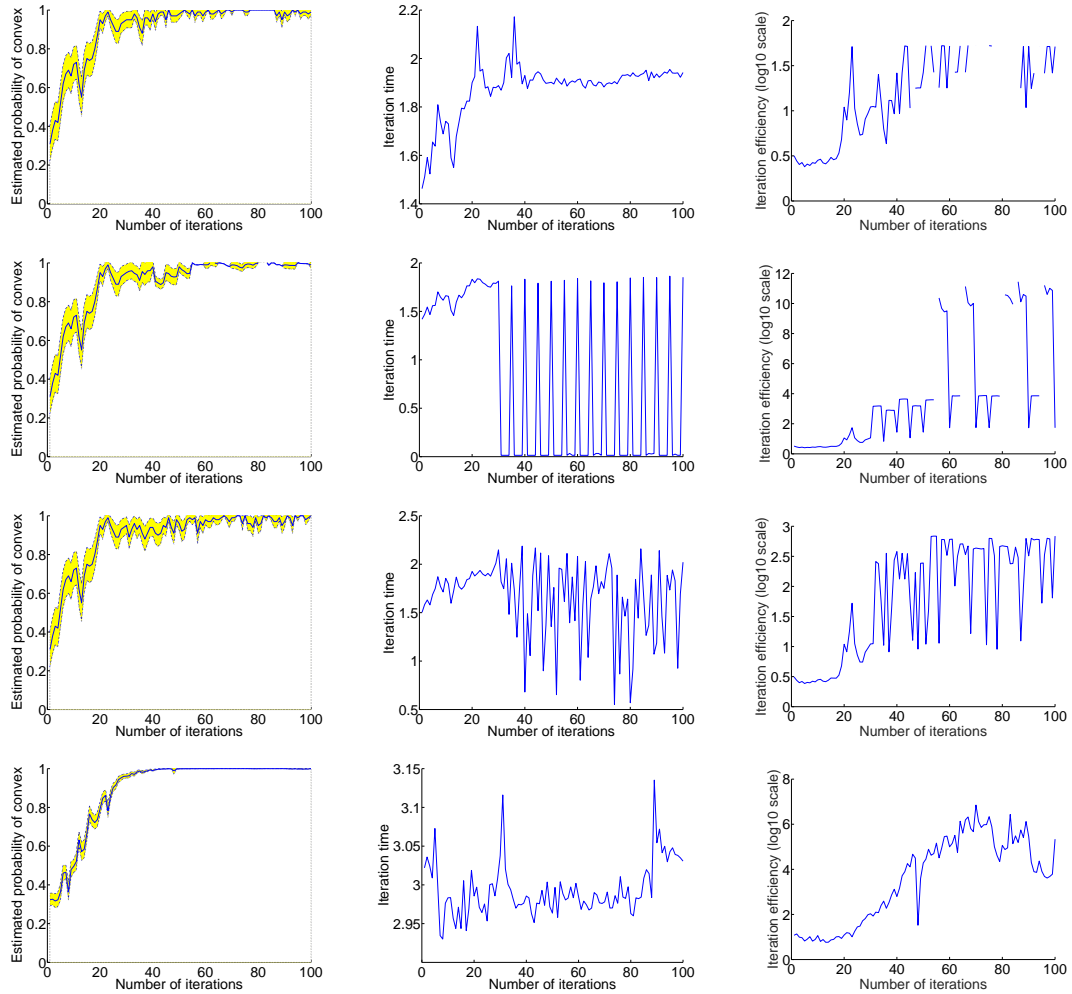 Estimated probability of convex
1
0.8
0.6
0.4
0.2
0
0 20 40 60 80 100
Number of iterations
Iteration time
2.2
2
1.8
1.6
1.4
0 20 40 60 80 100
Number of iterations
Iteration efficiency (log10 scale)
2
1.5
1
0.5
0
0 20 40 60 80 100
Number of iterations
Estimated probability of convex
1
0.8
0.6
0.4
0.2
0
0 20 40 60 80 100
Number of iterations
Iteration time
2
1.5
1
0.5
0
0 20 40 60 80 100
Number of iterations
Iteration efficiency (log10 scale)
12
10
8
6
4
2
0
0 20 40 60 80 100
Number of iterations
Estimated probability of convex
1
0.8
0.6
0.4
0.2
0
0 20 40 60 80 100
Number of iterations
Iteration time
2.5
2
1.5
1
0.5
0 20 40 60 80 100
Number of iterations
Iteration efficiency (log10 scale)
3
2.5
2
1.5
1
0.5
0
0 20 40 60 80 100
Number of iterations
Estimated probability of convex
1
0.8
0.6
0.4
0.2
0
0 20 40 60 80 100
Number of iterations
Iteration time
3.15
3.1
3.05
3
2.95
0 20 40 60 80 100
Number of iterations
Iteration efficiency (log10 scale)
8
6
4
2
0
0 20 40 60 80 100
Number of iterations